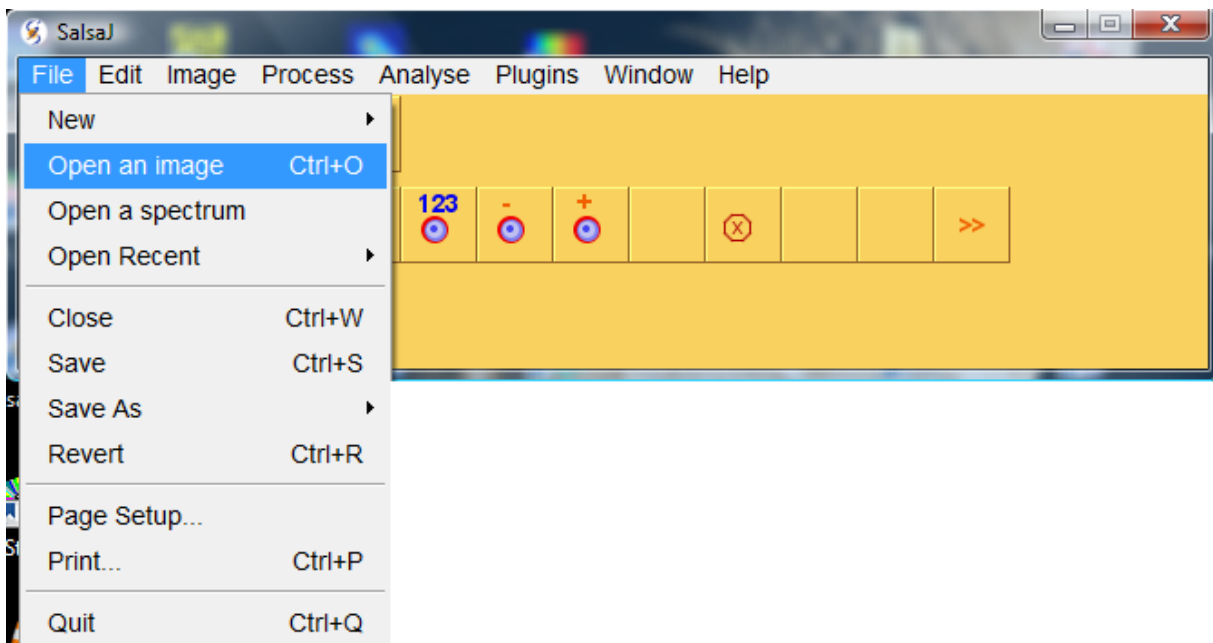 SalsaJ
File Edit Image Process Analyse Plugins Window Help
New
Open an image Ctrl+O
Open a spectrum
Open Recent
Close Ctrl+W
Save Ctrl+S
Save As
Revert Ctrl+R
Page Setup...
Print... Ctrl+P
Quit Ctrl+Q
123
-
+
X
>>